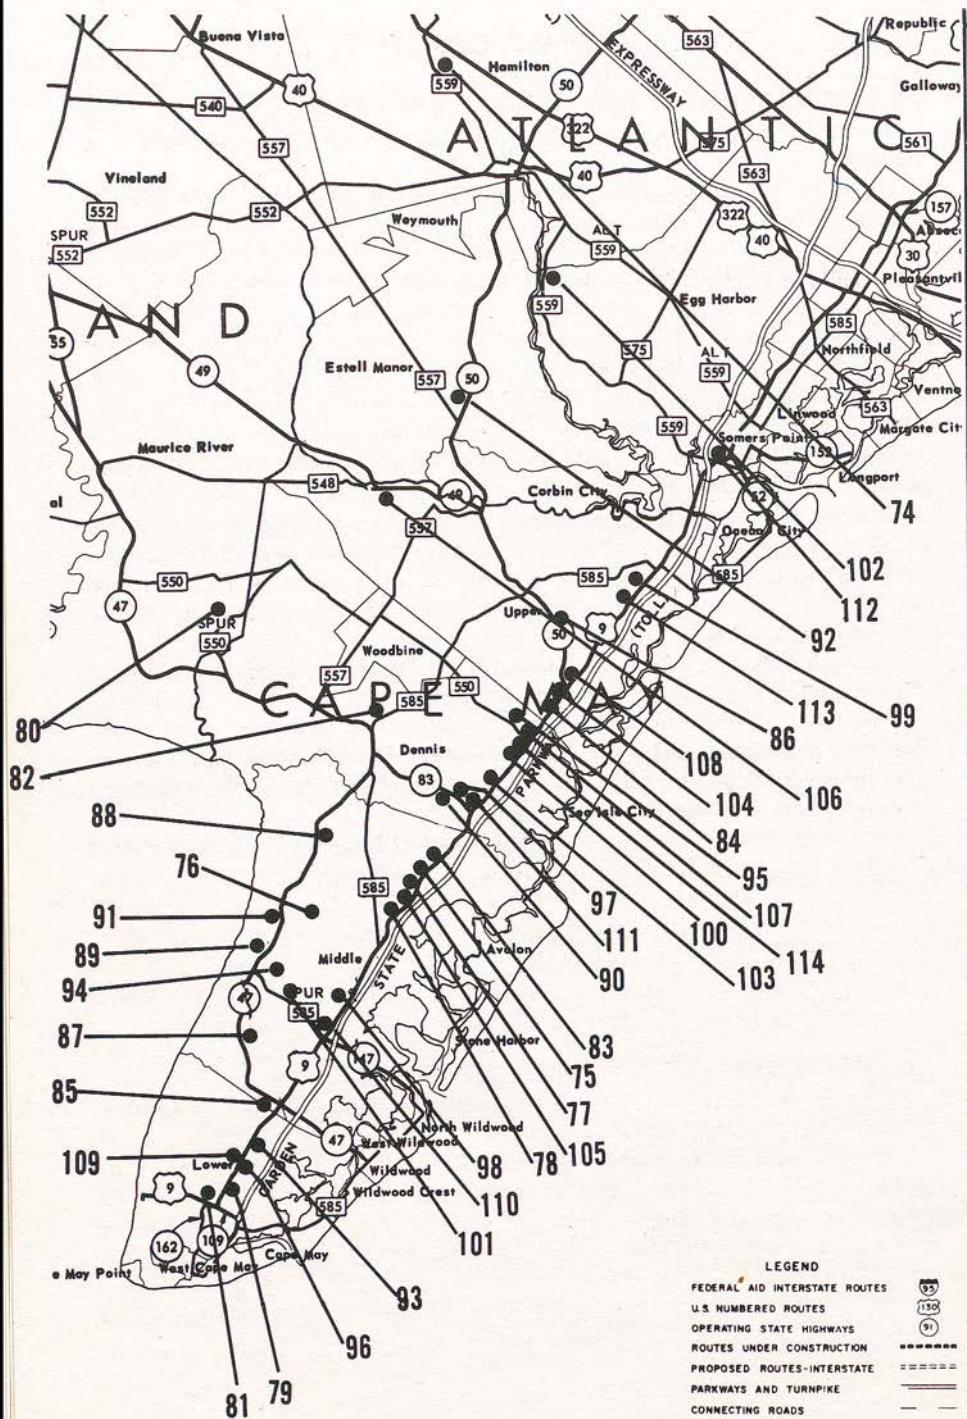 Republic
Buena Vista
563
EXPRESSWAY
Hamilton
559
50
40
Galloway
540
322
ATLANTIC
575
561
557
40
563
Vineland
552
552
Weymouth
322
40
157
SPUR
552
ALT
559
30
Egg Harbor
559
AND
585
575
Northfield
49
Estell Manor
557
50
ALT
559
563
Linwood
559
Somers Point
Maurice River
152
Longport
548
49
Corbin City
52
74
557
Ocean City
102
550
585
585
47
112
SPUR
550
Upper
50
9
(TOLL)
92
Woodbine
557
550
CAPE MAY
585
113
99
80
86
82
Dennis
108
83
PARKWAY
104
106
Sea Isle City
88
84
76
95
585
97
107
91
111
100
114
89
Middle
STATE
Avalon
90
103
94
SPUR
585
47
87
Stone Harbor
83
9
147
75
85
77
North Wildwood
47
West Wildwood
109
98
78
105
Lower
Wildwood
GARDEN
9
Wildwood Crest
110
585
101
162
109
Cape May
e May Point
West Cape May
93
96
79
81
LEGEND
FEDERAL AID INTERSTATE ROUTES 95
U.S. NUMBERED ROUTES 130
OPERATING STATE HIGHWAYS 91
ROUTES UNDER CONSTRUCTION
PROPOSED ROUTES-INTERSTATE
PARKWAYS AND TURNPIKE
CONNECTING ROADS